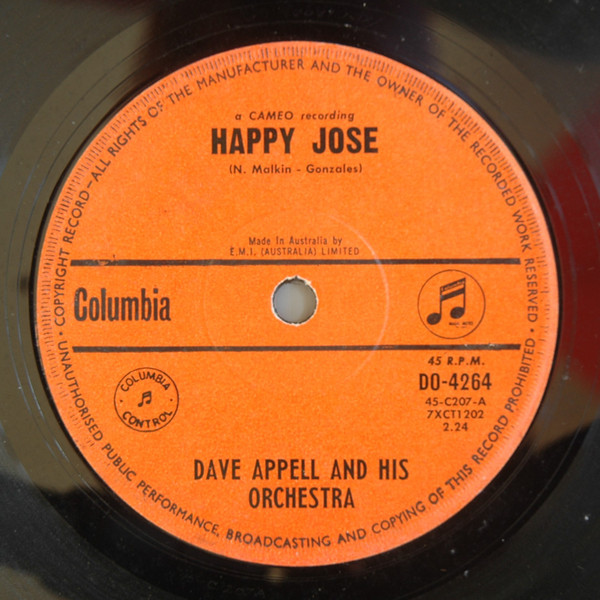 COPYRIGHT RECORD—ALL RIGHTS OF THE MANUFACTURER AND THE OWNER OF THE RECORDED WORK RESERVED •
a CAMEO recording
HAPPY JOSE
(N. Malkin - Gonzales)
Made In Australia by
E.M.I. (AUSTRALIA) LIMITED
Columbia
45 R.P.M.
DO-4264
45-C207-A
7XCT1202
2.24
COLUMBIA
CONTROL
DAVE APPELL AND HIS
ORCHESTRA
UNAUTHORISED PUBLIC PERFORMANCE, BROADCASTING AND COPYING OF THIS RECORD PROHIBITED •